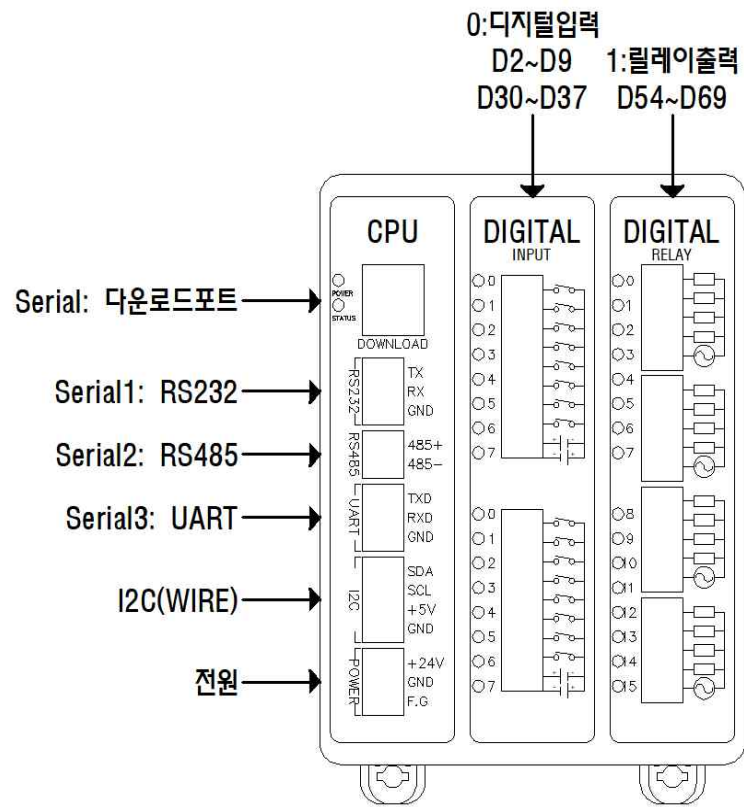 0:디지털입력
D2~D9
D30~D37
1:릴레이출력
D54~D69
Serial: 다운로드포트
Serial1: RS232
Serial2: RS485
Serial3: UART
I2C(WIRE)
전원
CPU
POWER
STATUS
DOWNLOAD
RS232
TX
RX
GND
RS485
485+
485-
UART
TXD
RXD
GND
I2C
SDA
SCL
+5V
GND
POWER
+24V
GND
F.G
DIGITAL
INPUT
0
1
2
3
4
5
6
7
0
1
2
3
4
5
6
7
DIGITAL
RELAY
0
1
2
3
4
5
6
7
8
9
10
11
12
13
14
15